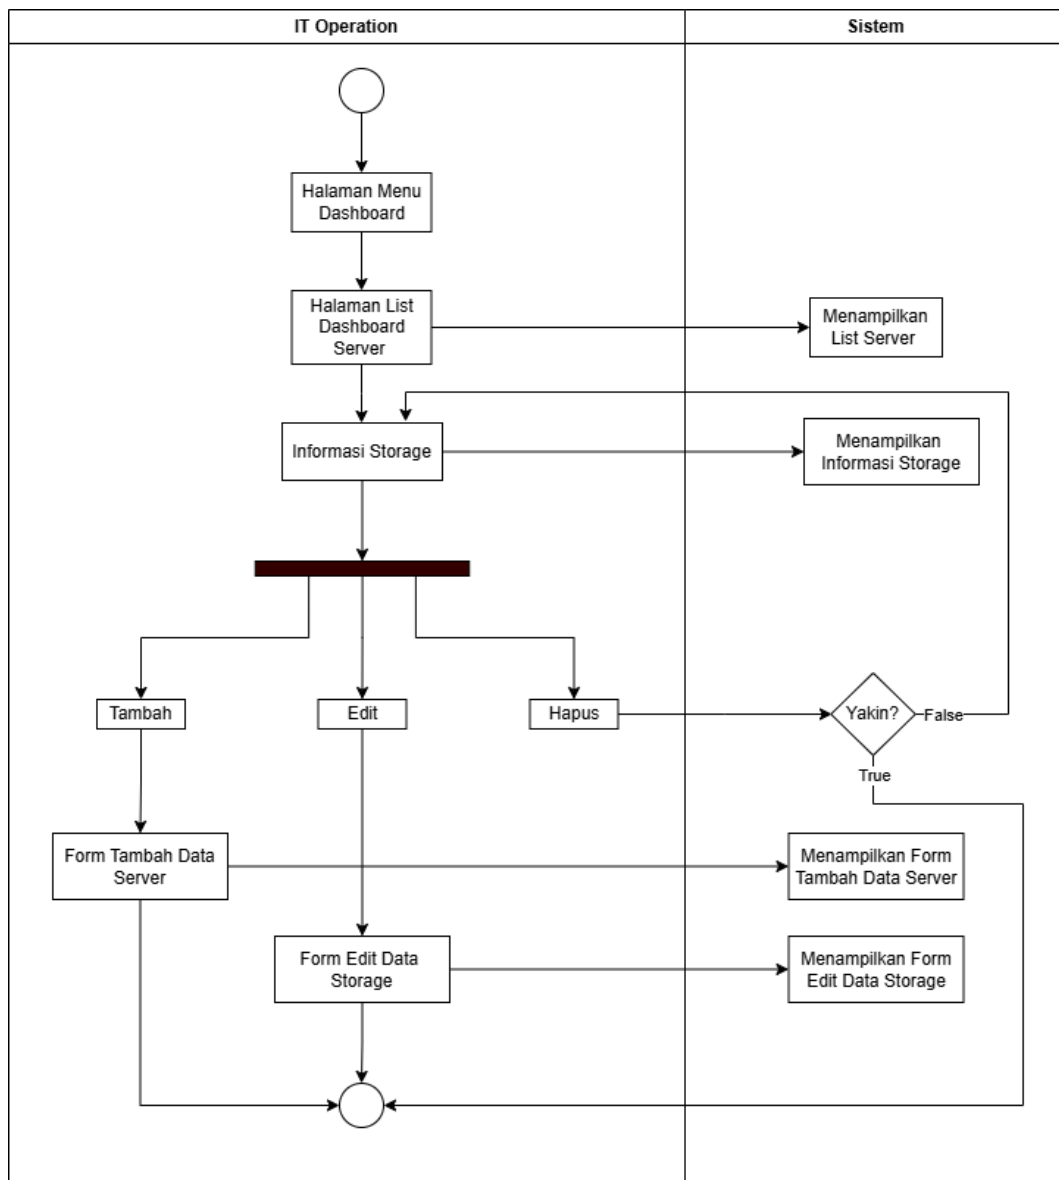 IT Operation
Sistem
Halaman Menu
Dashboard
Halaman List
Dashboard
Server
Menampilkan
List Server
Informasi Storage
Menampilkan
Informasi Storage
Tambah
Edit
Hapus
Yakin?
False
True
Form Tambah Data
Server
Menampilkan Form
Tambah Data Server
Form Edit Data
Storage
Menampilkan Form
Edit Data Storage